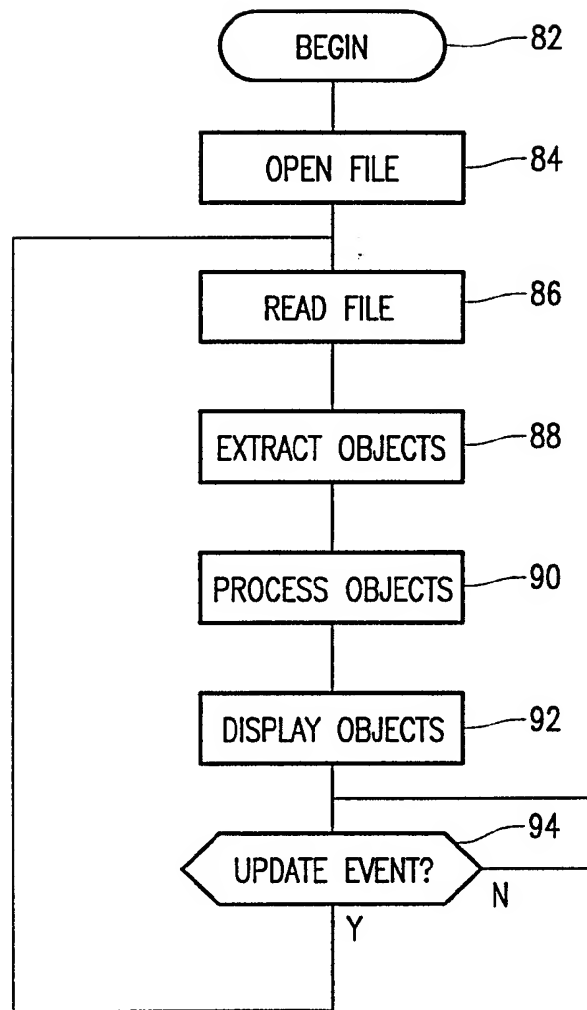 BEGIN 82
OPEN FILE 84
READ FILE 86
EXTRACT OBJECTS 88
PROCESS OBJECTS 90
DISPLAY OBJECTS 92
94
UPDATE EVENT?
N
Y